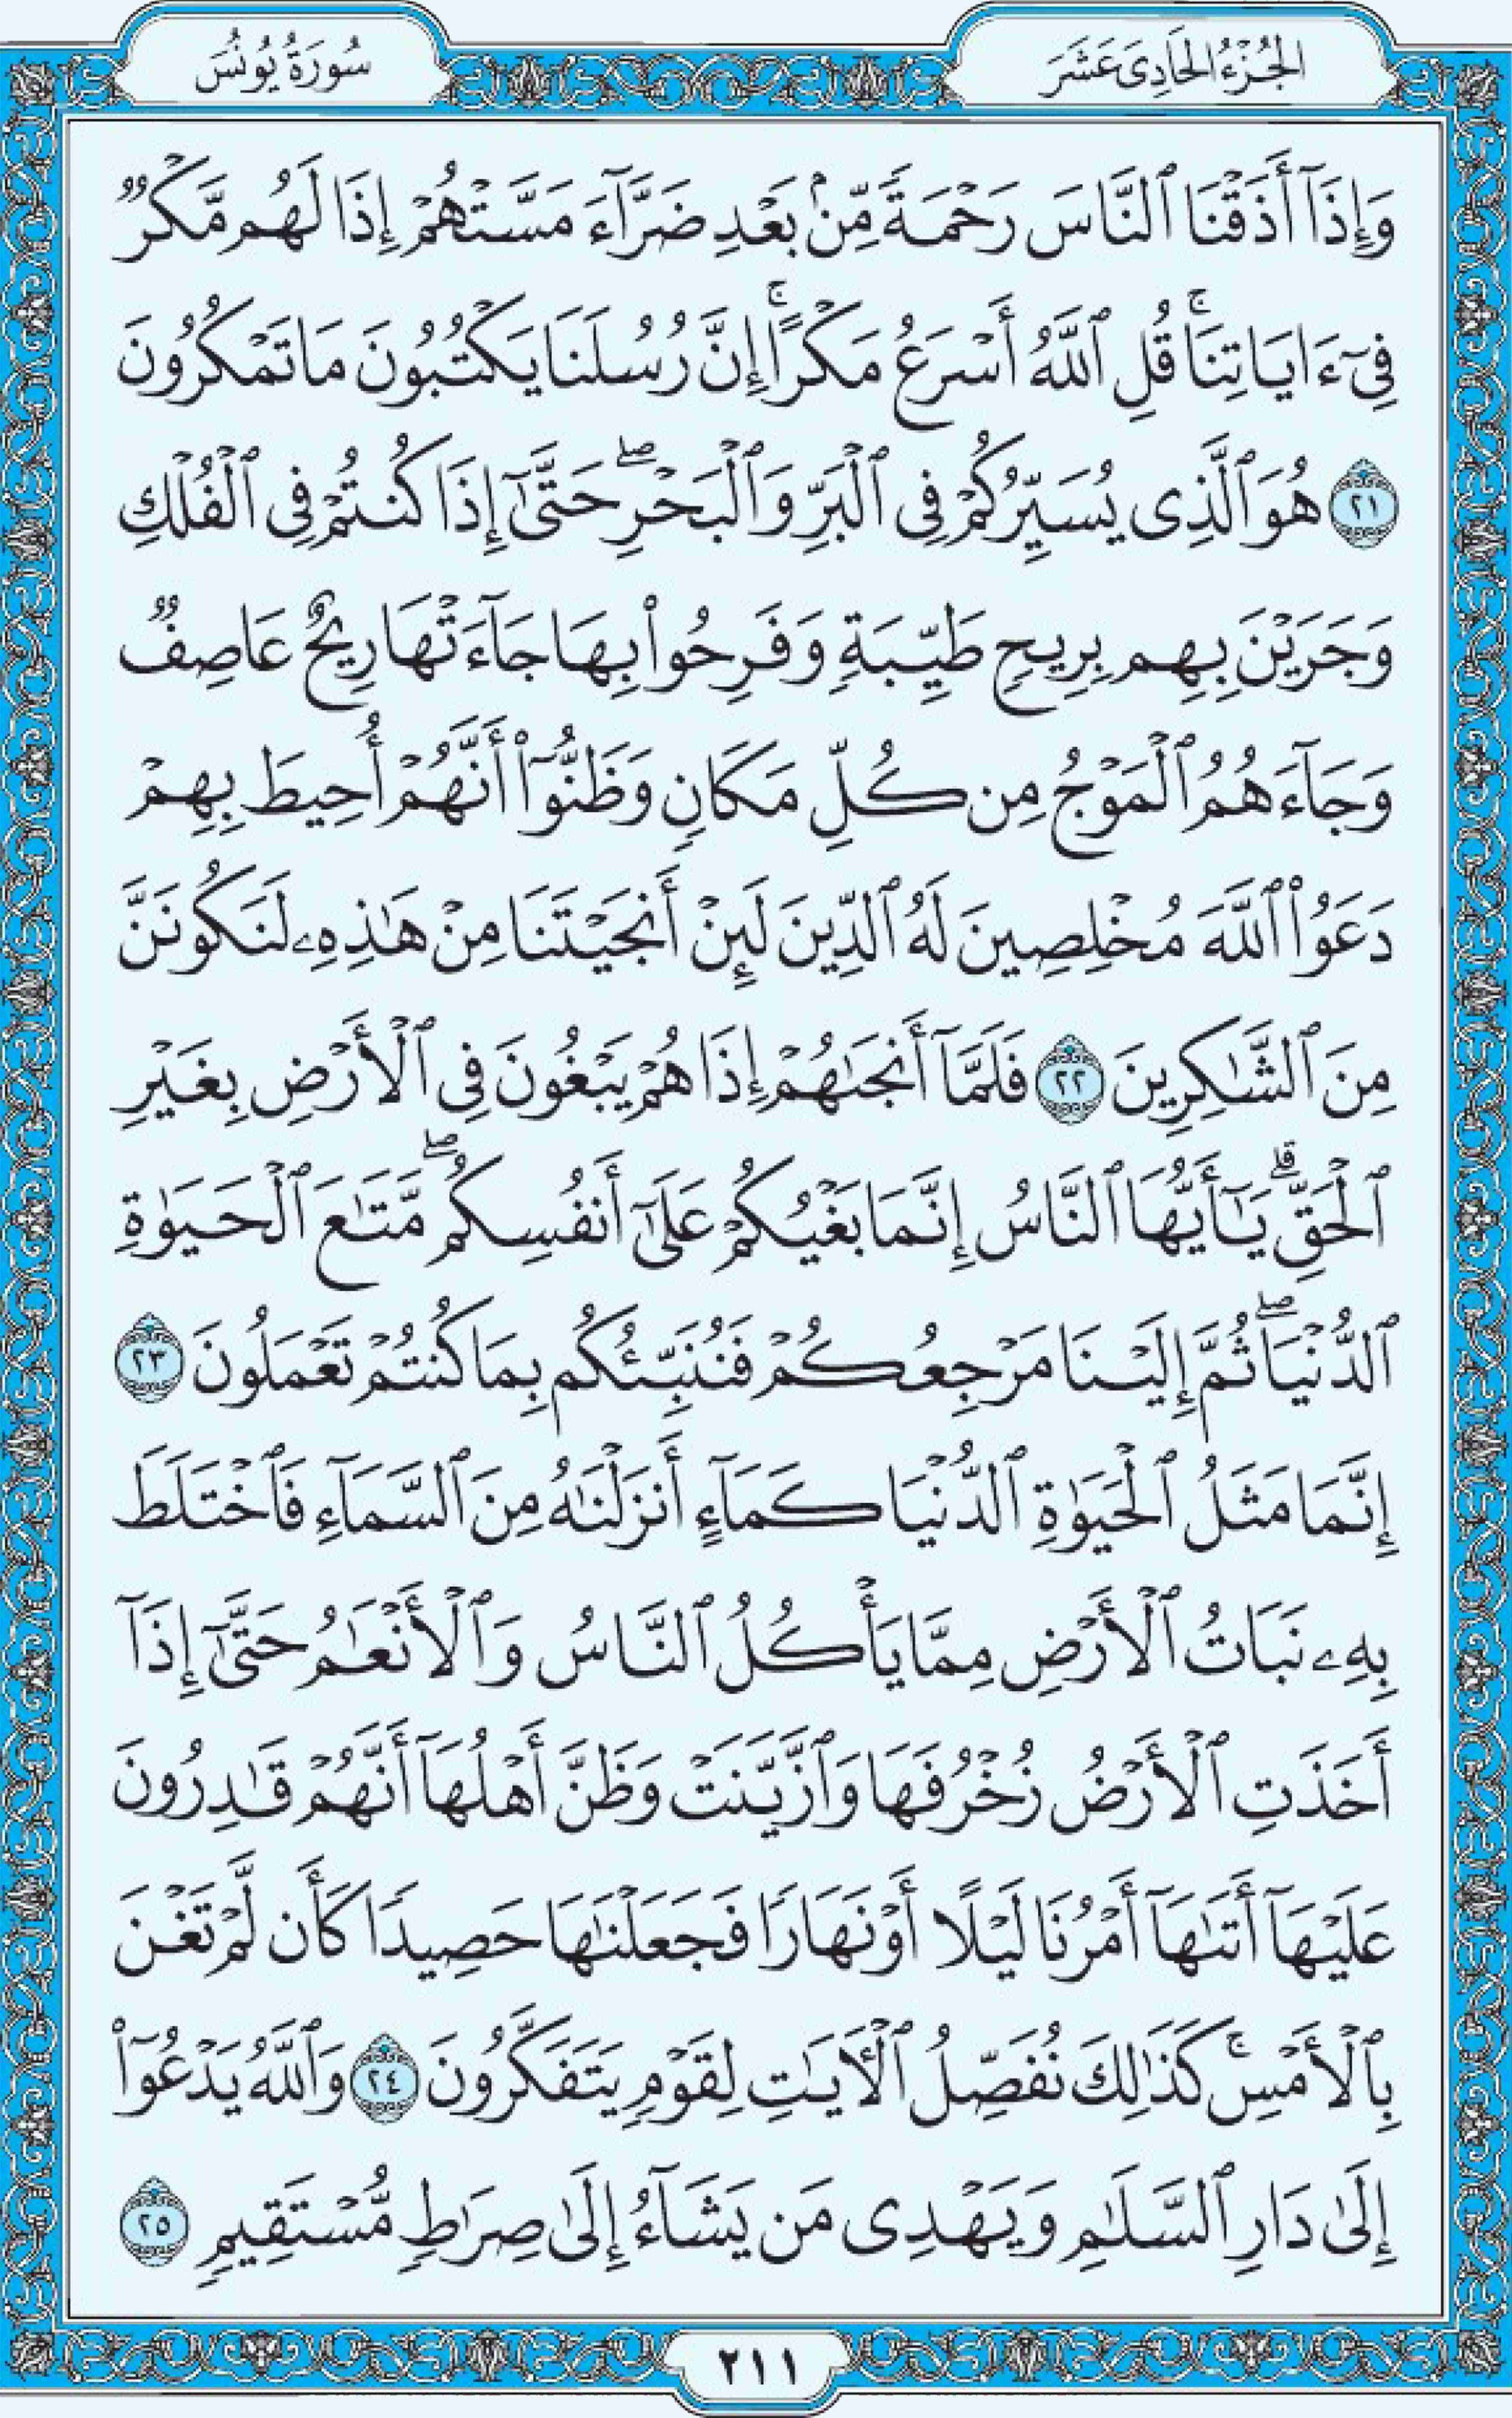 الجُزْءُ الحَادِى عَشَرَ
سُورَةُ يُونُسَ
وَإِذَآ أَذَقْنَا ٱلنَّاسَ رَحْمَةً مِّنۢ بَعْدِ ضَرَّآءَ مَسَّتْهُمْ إِذَا لَهُم مَّكْرٌ
فِىٓ ءَايَاتِنَا ۚ قُلِ ٱللَّهُ أَسْرَعُ مَكْرًا ۚ إِنَّ رُسُلَنَا يَكْتُبُونَ مَا تَمْكُرُونَ
٢١ هُوَ ٱلَّذِى يُسَيِّرُكُمْ فِى ٱلْبَرِّ وَٱلْبَحْرِ ۖ حَتَّىٰٓ إِذَا كُنتُمْ فِى ٱلْفُلْكِ
وَجَرَيْنَ بِهِم بِرِيحٍ طَيِّبَةٍ وَفَرِحُوا۟ بِهَا جَآءَتْهَا رِيحٌ عَاصِفٌ
وَجَآءَهُمُ ٱلْمَوْجُ مِن كُلِّ مَكَانٍ وَظَنُّوٓا۟ أَنَّهُمْ أُحِيطَ بِهِمْ
دَعَوُا۟ ٱللَّهَ مُخْلِصِينَ لَهُ ٱلدِّينَ لَئِنْ أَنجَيْتَنَا مِنْ هَٰذِهِۦ لَنَكُونَنَّ
مِنَ ٱلشَّٰكِرِينَ ٢٢ فَلَمَّآ أَنجَىٰهُمْ إِذَا هُمْ يَبْغُونَ فِى ٱلْأَرْضِ بِغَيْرِ
ٱلْحَقِّ ۗ يَٰٓأَيُّهَا ٱلنَّاسُ إِنَّمَا بَغْيُكُمْ عَلَىٰٓ أَنفُسِكُم ۖ مَّتَٰعَ ٱلْحَيَوٰةِ
ٱلدُّنْيَا ۖ ثُمَّ إِلَيْنَا مَرْجِعُكُمْ فَنُنَبِّئُكُم بِمَا كُنتُمْ تَعْمَلُونَ ٢٣
إِنَّمَا مَثَلُ ٱلْحَيَوٰةِ ٱلدُّنْيَا كَمَآءٍ أَنزَلْنَٰهُ مِنَ ٱلسَّمَآءِ فَٱخْتَلَطَ
بِهِۦ نَبَاتُ ٱلْأَرْضِ مِمَّا يَأْكُلُ ٱلنَّاسُ وَٱلْأَنْعَٰمُ حَتَّىٰٓ إِذَآ
أَخَذَتِ ٱلْأَرْضُ زُخْرُفَهَا وَٱزَّيَّنَتْ وَظَنَّ أَهْلُهَآ أَنَّهُمْ قَٰدِرُونَ
عَلَيْهَآ أَتَىٰهَآ أَمْرُنَا لَيْلًا أَوْ نَهَارًا فَجَعَلْنَٰهَا حَصِيدًا كَأَن لَّمْ تَغْنَ
بِٱلْأَمْسِ ۚ كَذَٰلِكَ نُفَصِّلُ ٱلْءَايَٰتِ لِقَوْمٍ يَتَفَكَّرُونَ ٢٤ وَٱللَّهُ يَدْعُوٓا۟
إِلَىٰ دَارِ ٱلسَّلَٰمِ وَيَهْدِى مَن يَشَآءُ إِلَىٰ صِرَٰطٍ مُّسْتَقِيمٍ ٢٥
٢١١